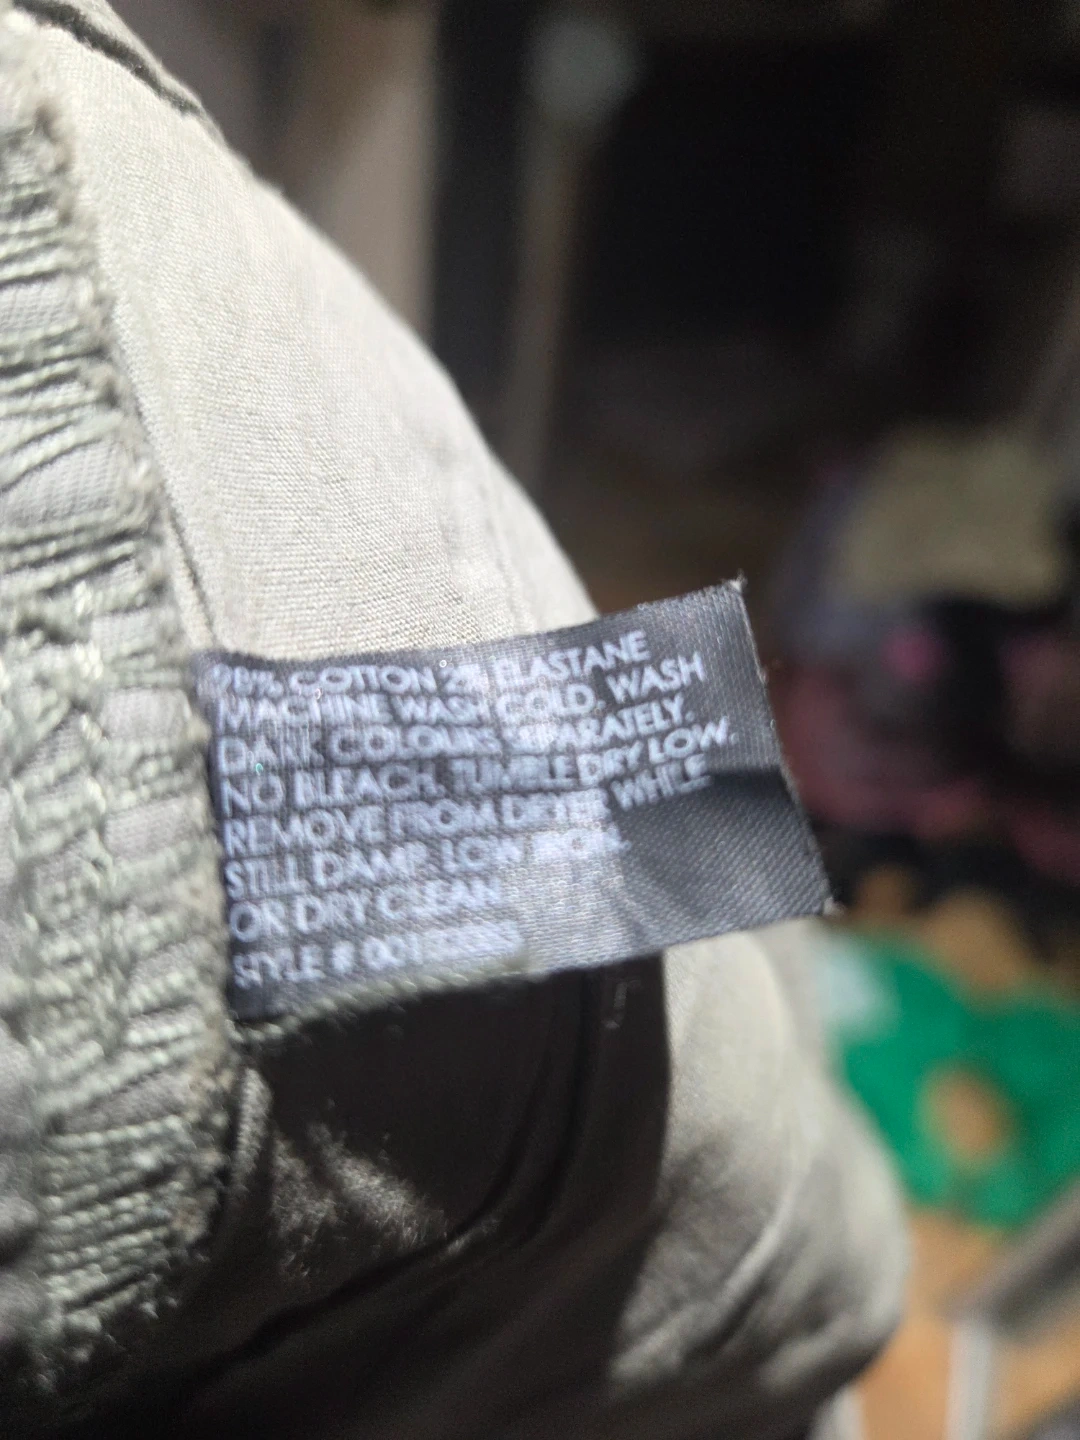 98% COTTON 2% ELASTANE
MACHINE WASH COLD. WASH
DARK COLOURS SEPARATELY.
NO BLEACH. TUMBLE DRY LOW.
REMOVE FROM DRYER WHILE
STILL DAMP. LOW IRON.
OR DRY CLEAN
STYLE #